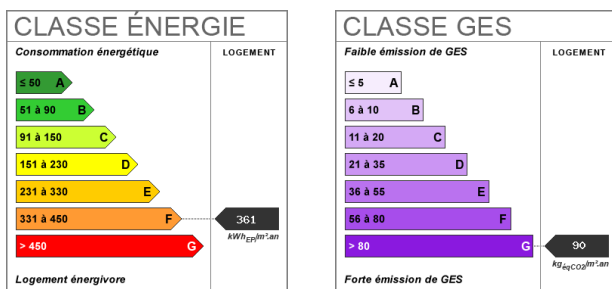 CLASSE ÉNERGIE
Consommation énergétique
LOGEMENT
≤ 50 A
51 à 90 B
91 à 150 C
151 à 230 D
231 à 330 E
331 à 450 F
361
kWhEP/m².an
> 450 G
Logement énergivore
CLASSE GES
Faible émission de GES
LOGEMENT
≤ 5 A
6 à 10 B
11 à 20 C
21 à 35 D
36 à 55 E
56 à 80 F
> 80 G
90
kgéqCO2/m².an
Forte émission de GES